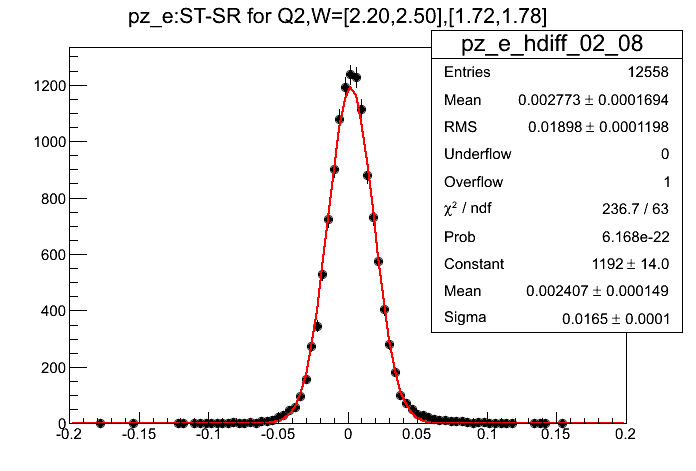 pz_e:ST-SR for Q2,W=[2.20,2.50],[1.72,1.78]
pz_e_hdiff_02_08
Entries 12558
Mean 0.002773 ± 0.0001694
RMS 0.01898 ± 0.0001198
Underflow 0
Overflow 1
χ² / ndf 236.7 / 63
Prob 6.168e-22
Constant 1192 ± 14.0
Mean 0.002407 ± 0.000149
Sigma 0.0165 ± 0.0001
1200
1000
800
600
400
200
0
-0.2 -0.15 -0.1 -0.05 0 0.05 0.1 0.15 0.2